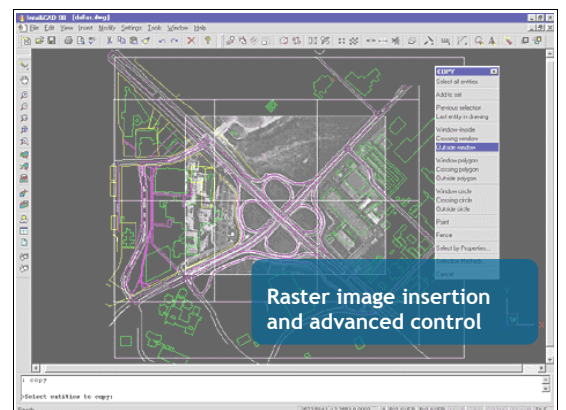 IntelliCAD 98 - [dallas.dwg]
File Edit View Insert Modify Settings Tools Window Help
COPY
Select all entities
Add to set
Previous selection
Last entity in drawing
Window-inside
Crossing window
Outside window
Window polygon
Crossing polygon
Outside polygon
Window circle
Crossing circle
Outside circle
Point
Fence
Select by Properties...
Selection Methods...
Cancel
Raster image insertion
and advanced control
: copy
>Select entities to copy: